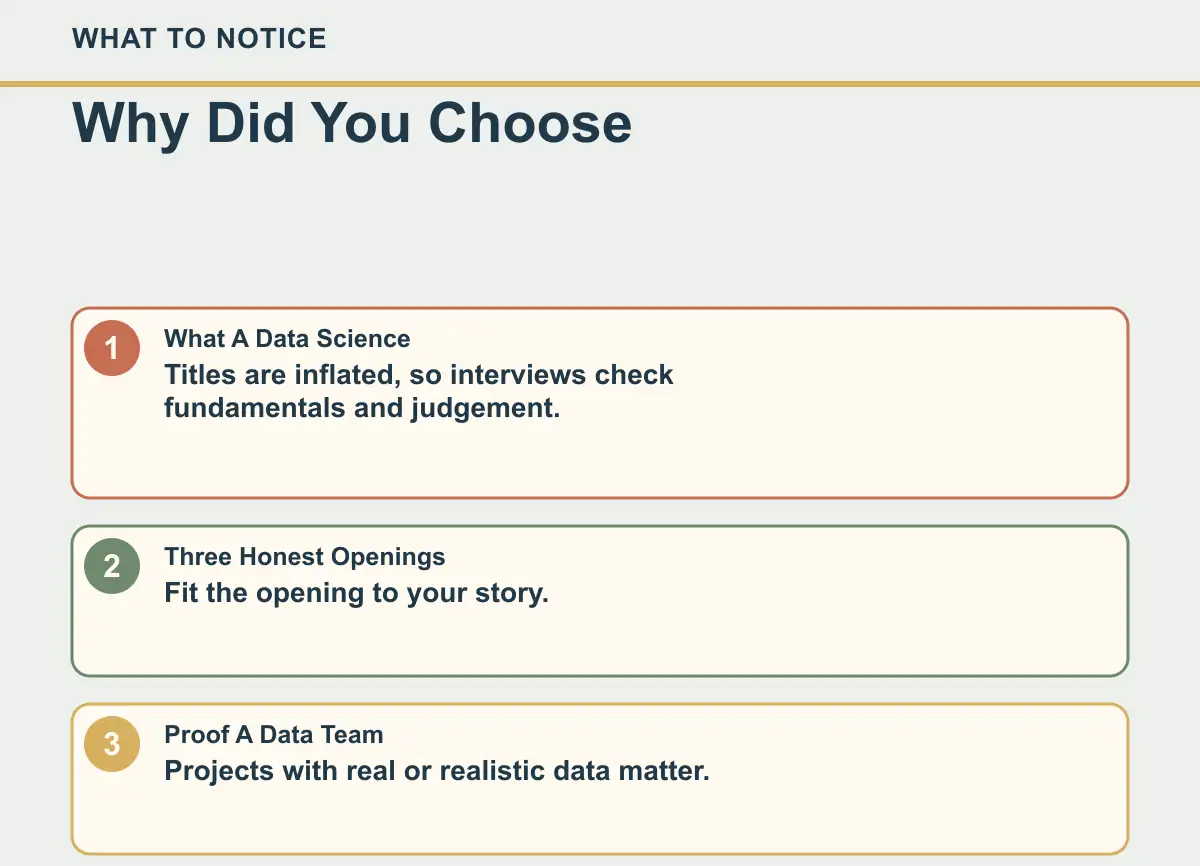 WHAT TO NOTICE
Why Did You Choose
1
What A Data Science
Titles are inflated, so interviews check
fundamentals and judgement.
2
Three Honest Openings
Fit the opening to your story.
3
Proof A Data Team
Projects with real or realistic data matter.